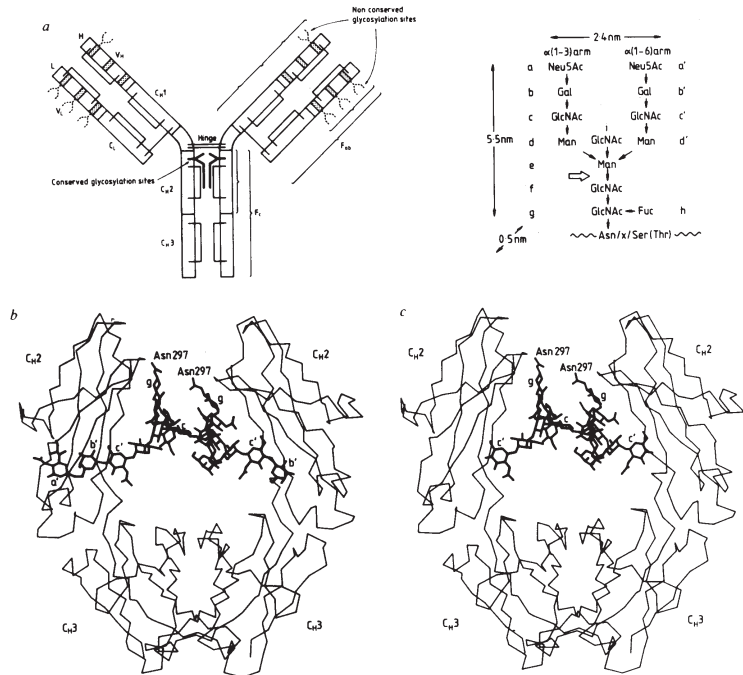 a
Non conserved
glycosylation sites
H
V_H
L
V_L
C_H1
C_L
Hinge
F_ab
Conserved glycosylation sites
C_H2
F_c
C_H3
2·4nm
α(1-3)arm α(1-6)arm
a Neu5Ac Neu5Ac a'
b Gal Gal b'
c GlcNAc GlcNAc c'
d Man GlcNAc Man d'
5·5nm
e Man
f GlcNAc
g GlcNAc Fuc h
0·5nm
Asn/x/Ser(Thr)
b
C_H2
Asn297
Asn297
C_H2
g
g
c
c'
b'
a'
c'
b'
C_H3
C_H3
c
C_H2
Asn297
Asn297
C_H2
g
g
c
c'
c'
C_H3
C_H3